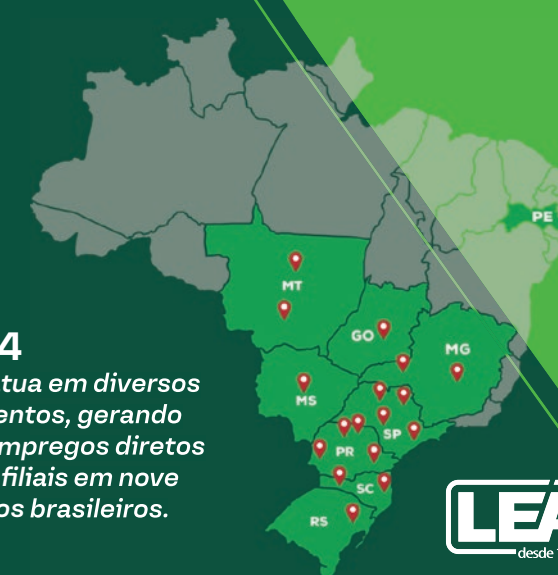 PE
MT
GO
MG
MS
SP
PR
SC
RS
4
tua em diversos
entos, gerando
mpregos diretos
filiais em nove
os brasileiros.
LEA
desde